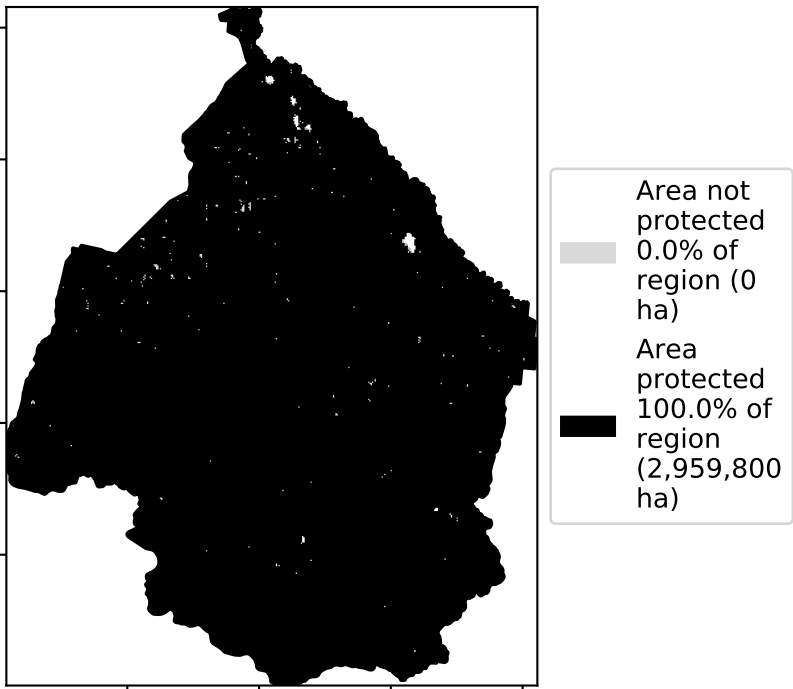 Area not
protected
0.0% of
region (0
ha)
Area
protected
100.0% of
region
(2,959,800
ha)